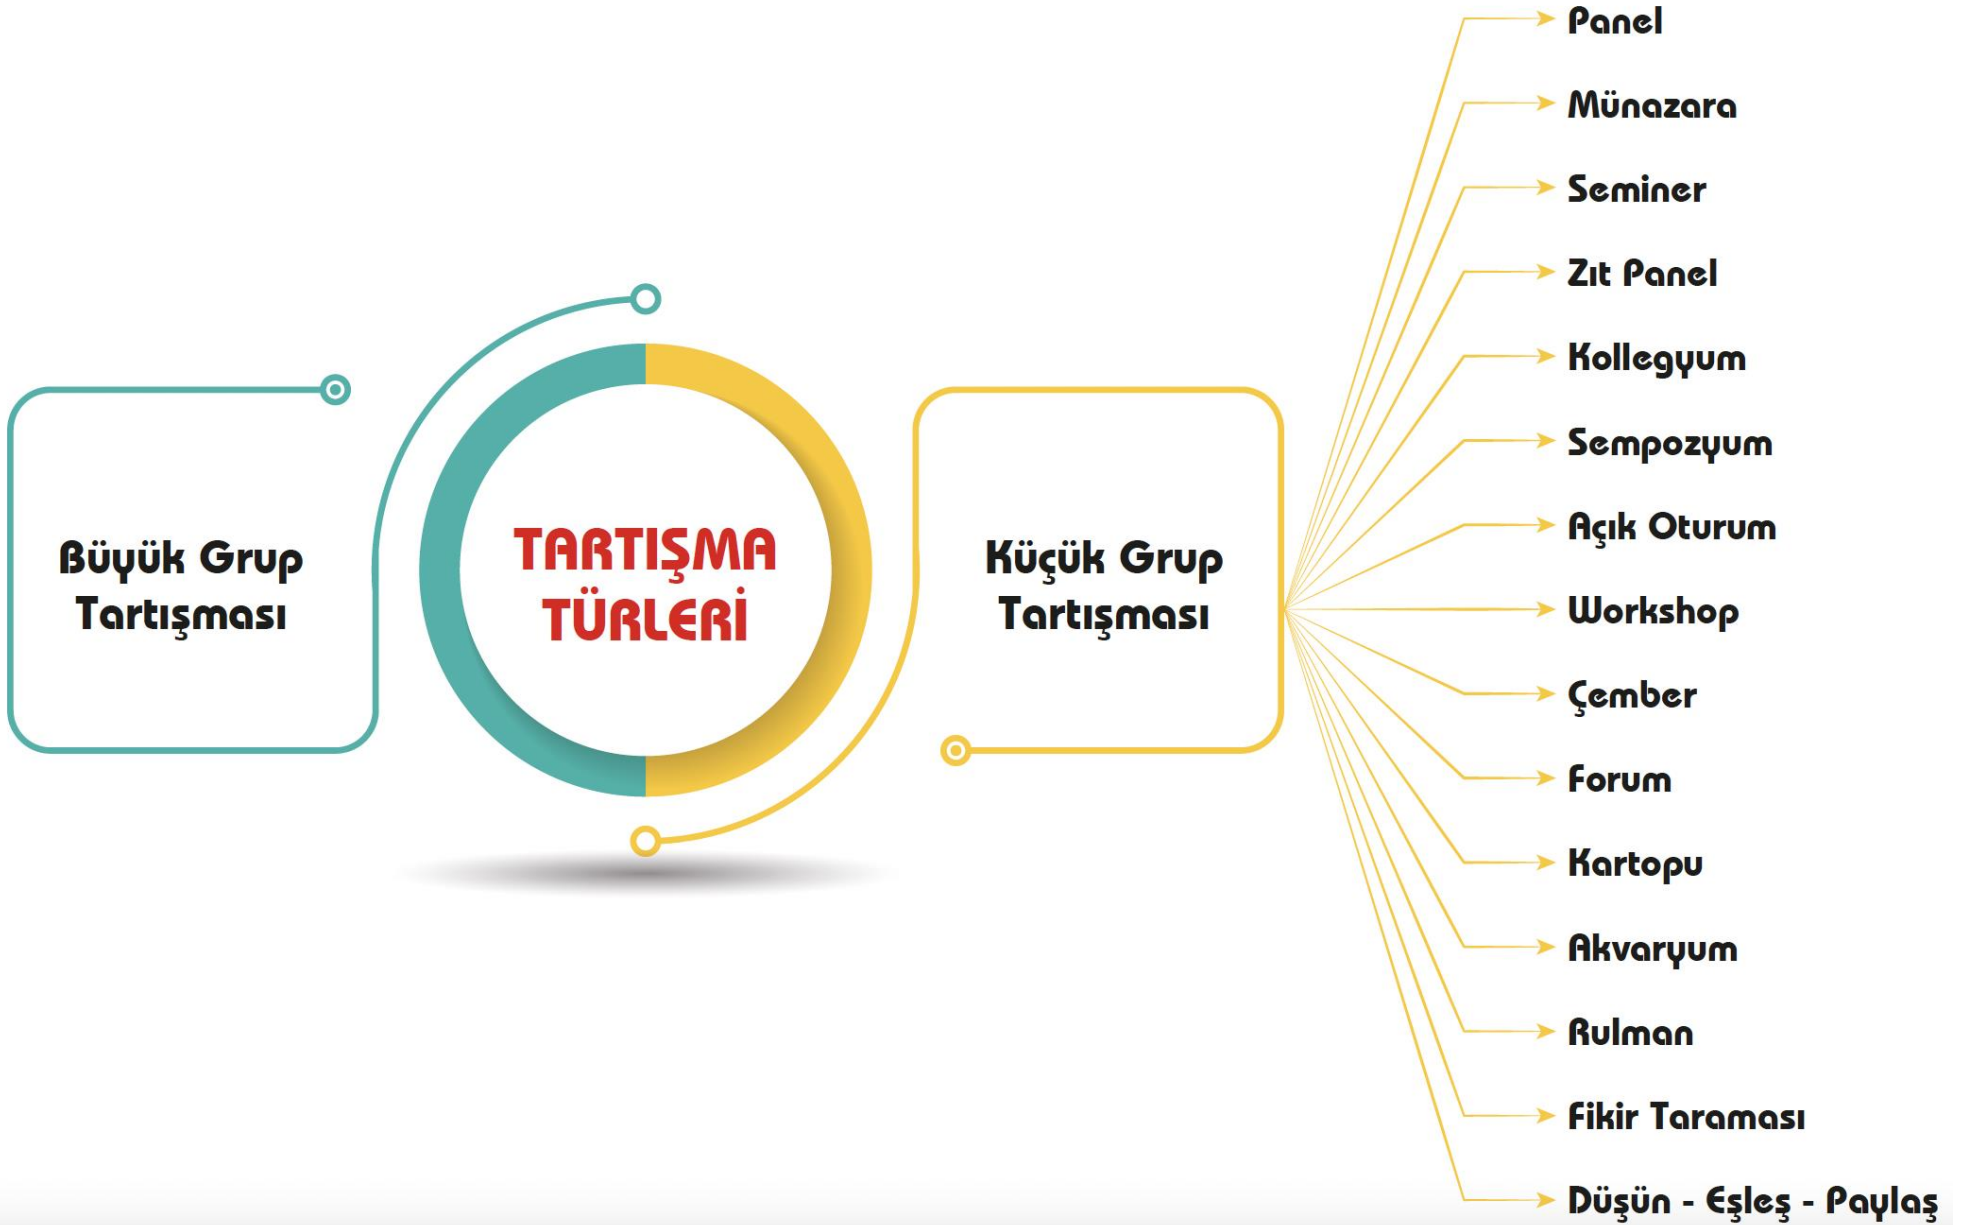 Büyük Grup
Tartışması
TARTIŞMA
TÜRLERİ
Küçük Grup
Tartışması
Panel
Münazara
Seminer
Zıt Panel
Kollegyum
Sempozyum
Açık Oturum
Workshop
Çember
Forum
Kartopu
Akvaryum
Rulman
Fikir Taraması
Düşün - Eşleş - Paylaş